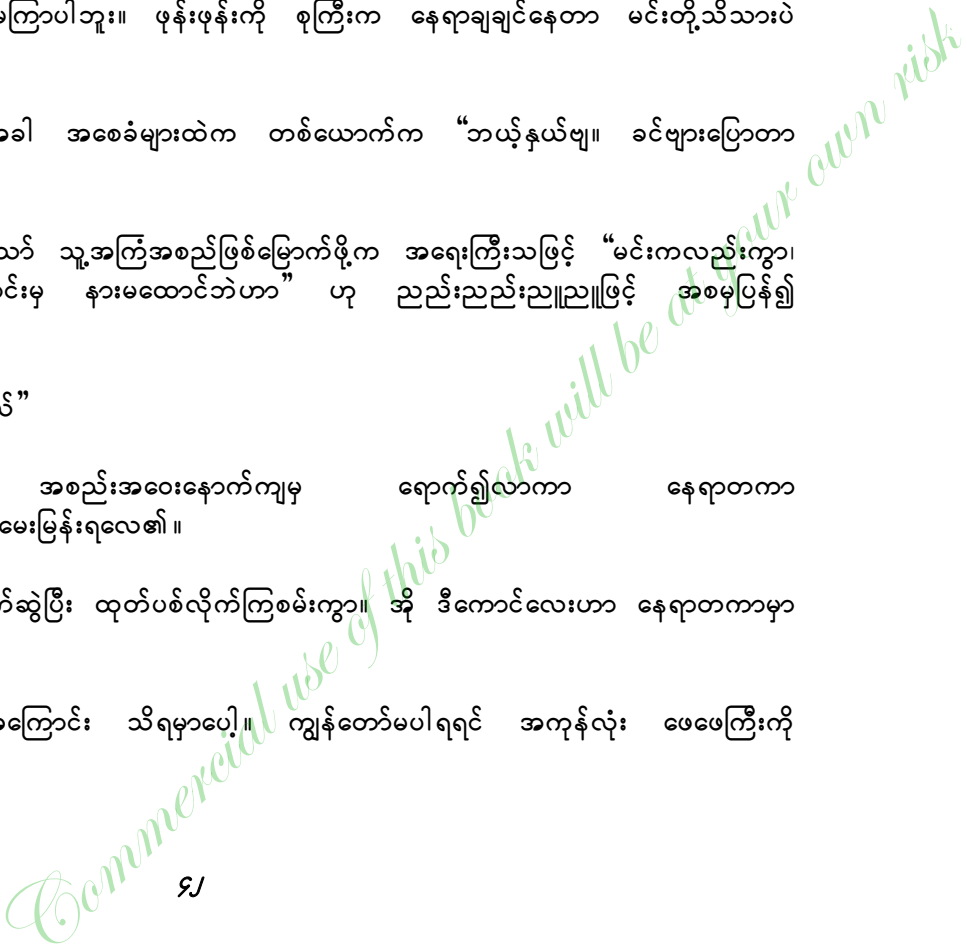 မကြာပါဘူး။ ဖုန်းဖုန်းကို စုကြီးက နေရာချချင်နေတာ မင်းတို့သိသားပဲ
အခါ အစေခံများထဲက တစ်ယောက်က “ဘယ့်နှယ်ဗျ။ ခင်ဗျားပြောတာ
သော် သူ့အကြံအစည်ဖြစ်မြောက်ဖို့က အရေးကြီးသဖြင့် “မင်းကလည်းကွာ၊
င်းမှ နားမထောင်ဘဲဟာ” ဟု ညည်းညည်းညူညူဖြင့် အစမှပြန်၍
ယ်”
အစည်းအဝေးနောက်ကျမှ ရောက်၍လာကာ နေရာတကာ
မေးမြန်းရလေ၏။
က်ဆွဲပြီး ထုတ်ပစ်လိုက်ကြစမ်းကွာ။ အို ဒီကောင်လေးဟာ နေရာတကာမှာ
အကြောင်း သိရမှာပေါ့။ ကျွန်တော်မပါရရင် အကုန်လုံး ဖေဖေကြီးကို
၄၂
Commercial use of this book will be at your own risk